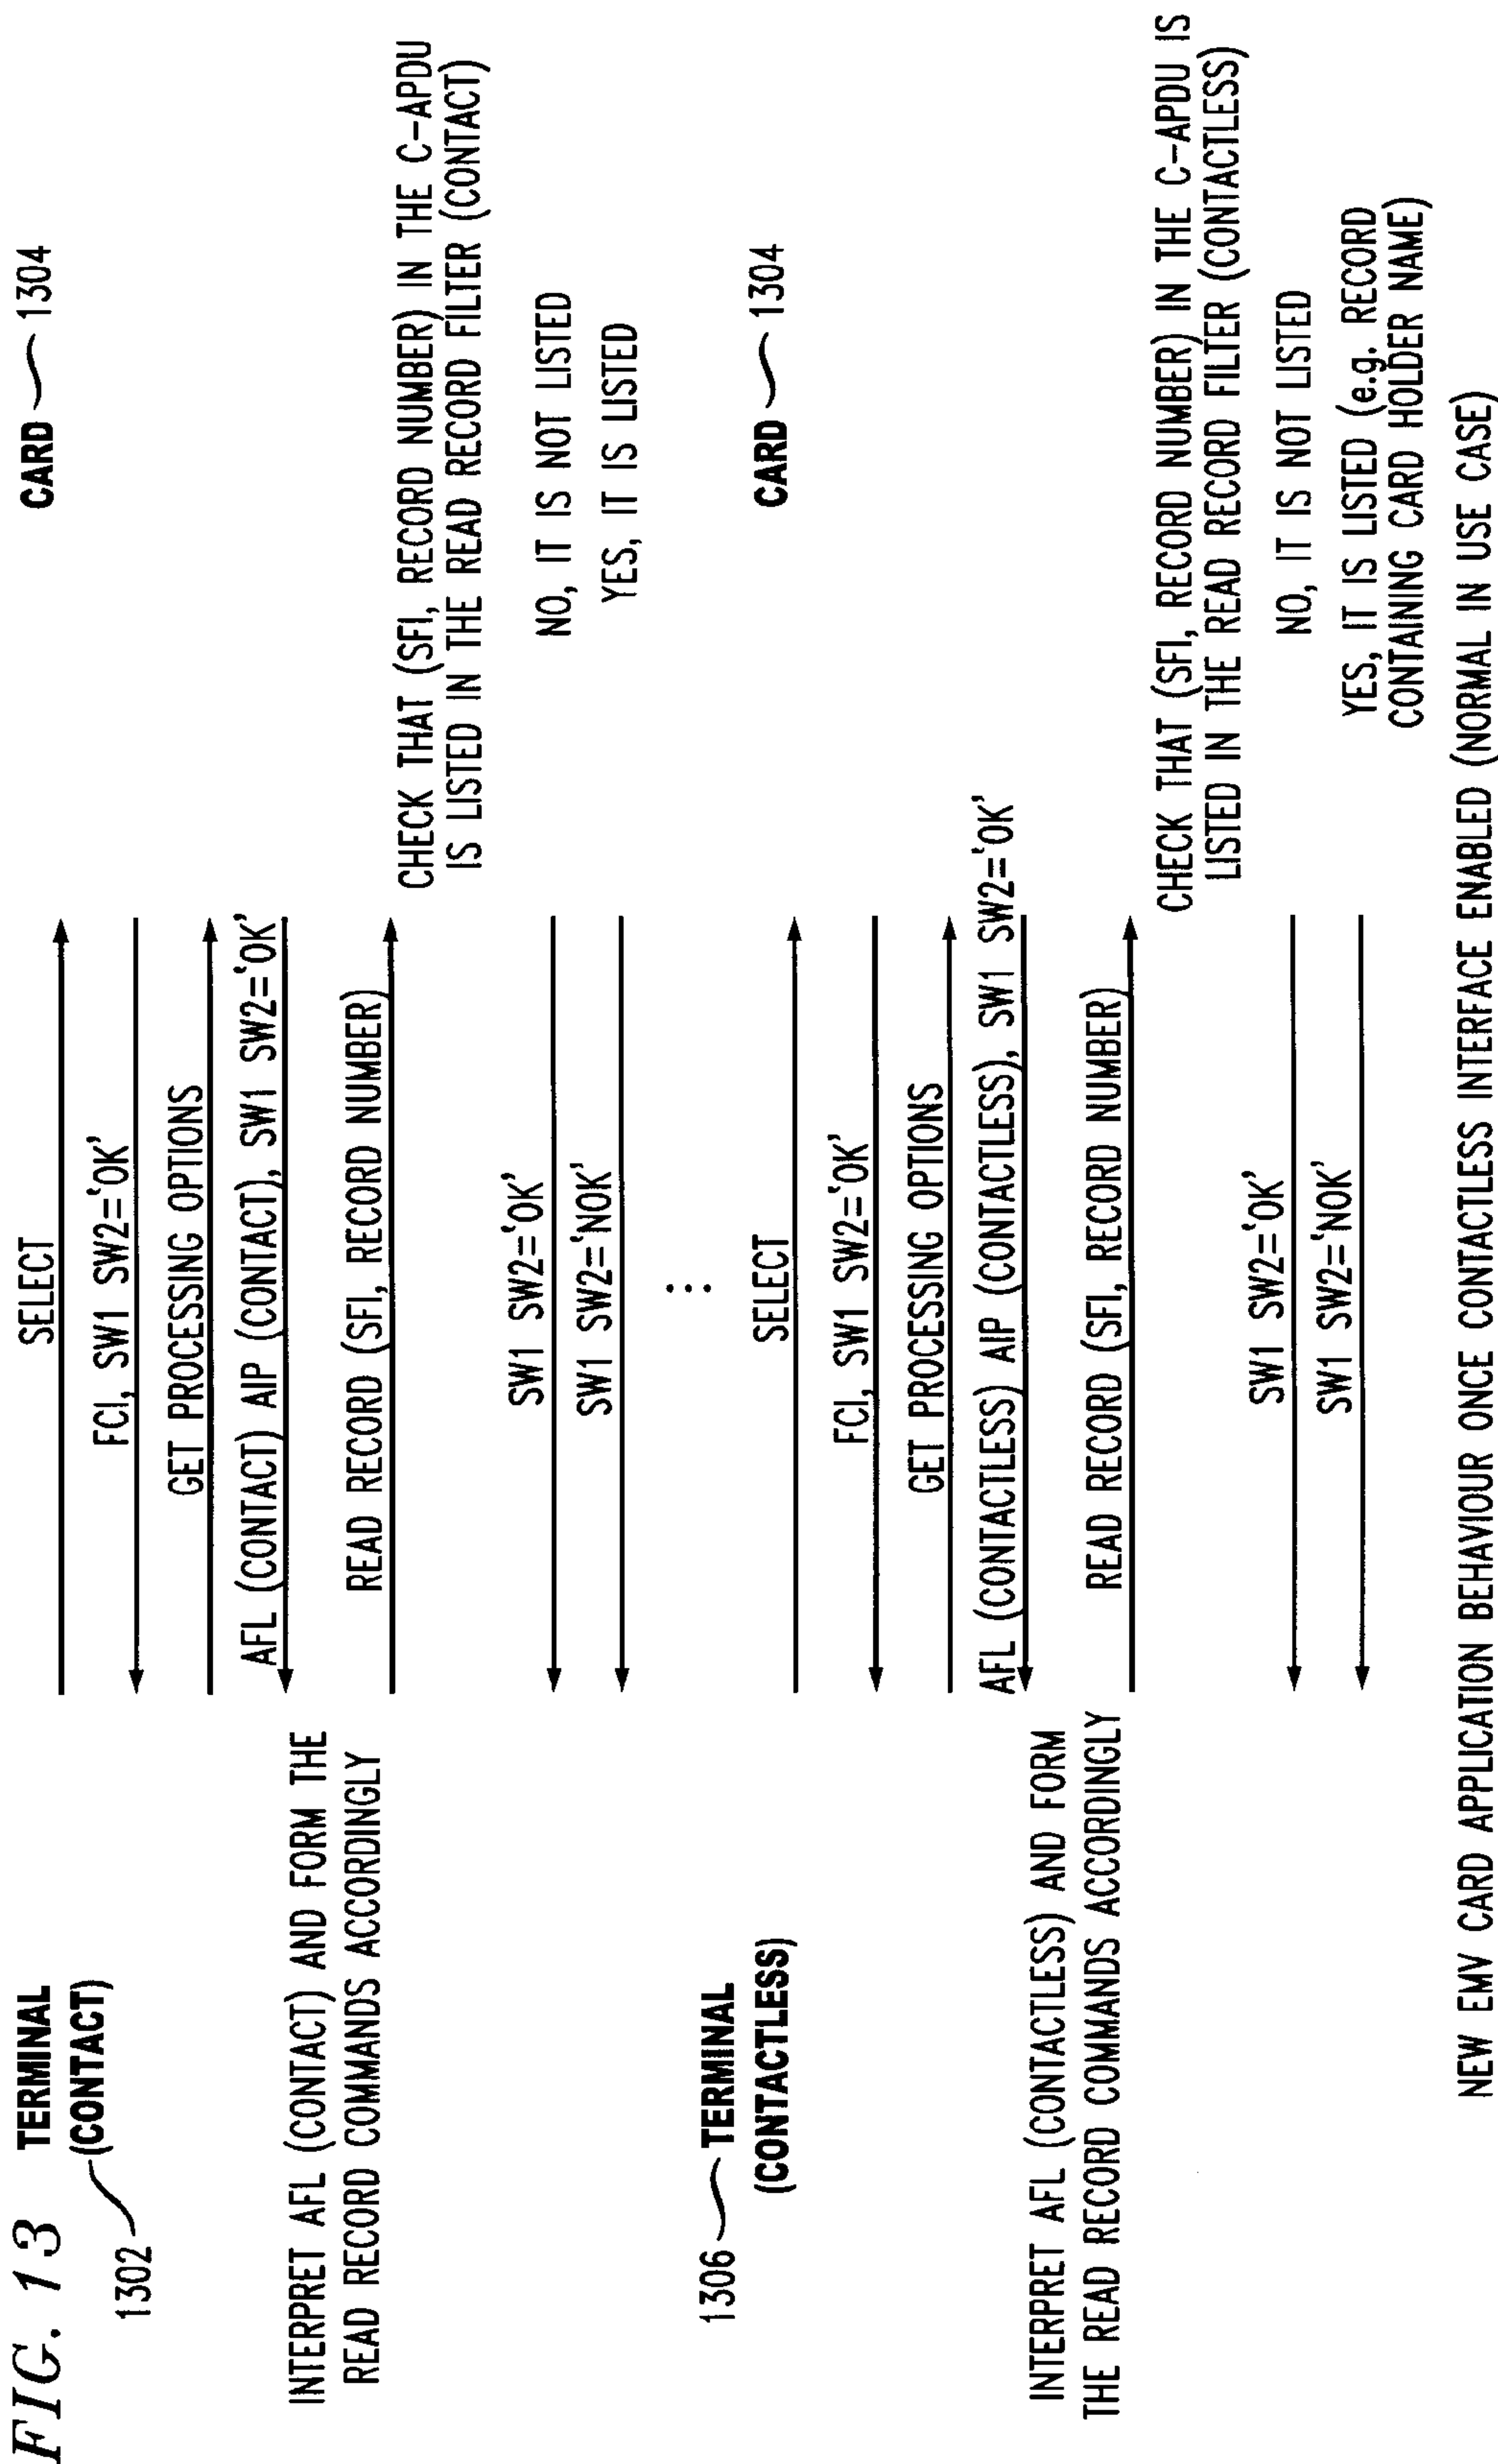 FIG. 13
TERMINAL
(CONTACT)
1302
CARD 1304
SELECT
FCI, SW1 SW2=‘OK’
GET PROCESSING OPTIONS
AFL (CONTACT) AIP (CONTACT), SW1 SW2=‘OK’
INTERPRET AFL (CONTACT) AND FORM THE
READ RECORD COMMANDS ACCORDINGLY
READ RECORD (SFI, RECORD NUMBER)
CHECK THAT (SFI, RECORD NUMBER) IN THE C-APDU
IS LISTED IN THE READ RECORD FILTER (CONTACT)
SW1 SW2=‘OK’
NO, IT IS NOT LISTED
SW1 SW2=‘NOK’
YES, IT IS LISTED
1306 TERMINAL
(CONTACTLESS)
CARD 1304
SELECT
FCI, SW1 SW2=‘OK’
GET PROCESSING OPTIONS
AFL (CONTACTLESS) AIP (CONTACTLESS), SW1 SW2=‘OK’
INTERPRET AFL (CONTACTLESS) AND FORM
THE READ RECORD COMMANDS ACCORDINGLY
READ RECORD (SFI, RECORD NUMBER)
CHECK THAT (SFI, RECORD NUMBER) IN THE C-APDU IS
LISTED IN THE READ RECORD FILTER (CONTACTLESS)
SW1 SW2=‘OK’
NO, IT IS NOT LISTED
SW1 SW2=‘NOK’
YES, IT IS LISTED (e.g. RECORD
CONTAINING CARD HOLDER NAME)
NEW EMV CARD APPLICATION BEHAVIOUR ONCE CONTACTLESS INTERFACE ENABLED (NORMAL IN USE CASE)